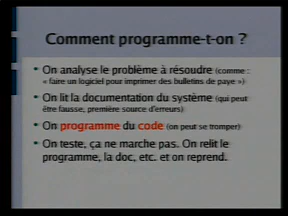 Comment programme-t-on ?
• On analyse le problème à résoudre (comme :
« faire un logiciel pour imprimer des bulletins de paye »)
• On lit la documentation du système (qui peut
être fausse, première source d'erreurs)
• On programme du code (on peut se tromper)
• On teste, ça ne marche pas. On relit le
programme, la doc, etc. et on reprend.